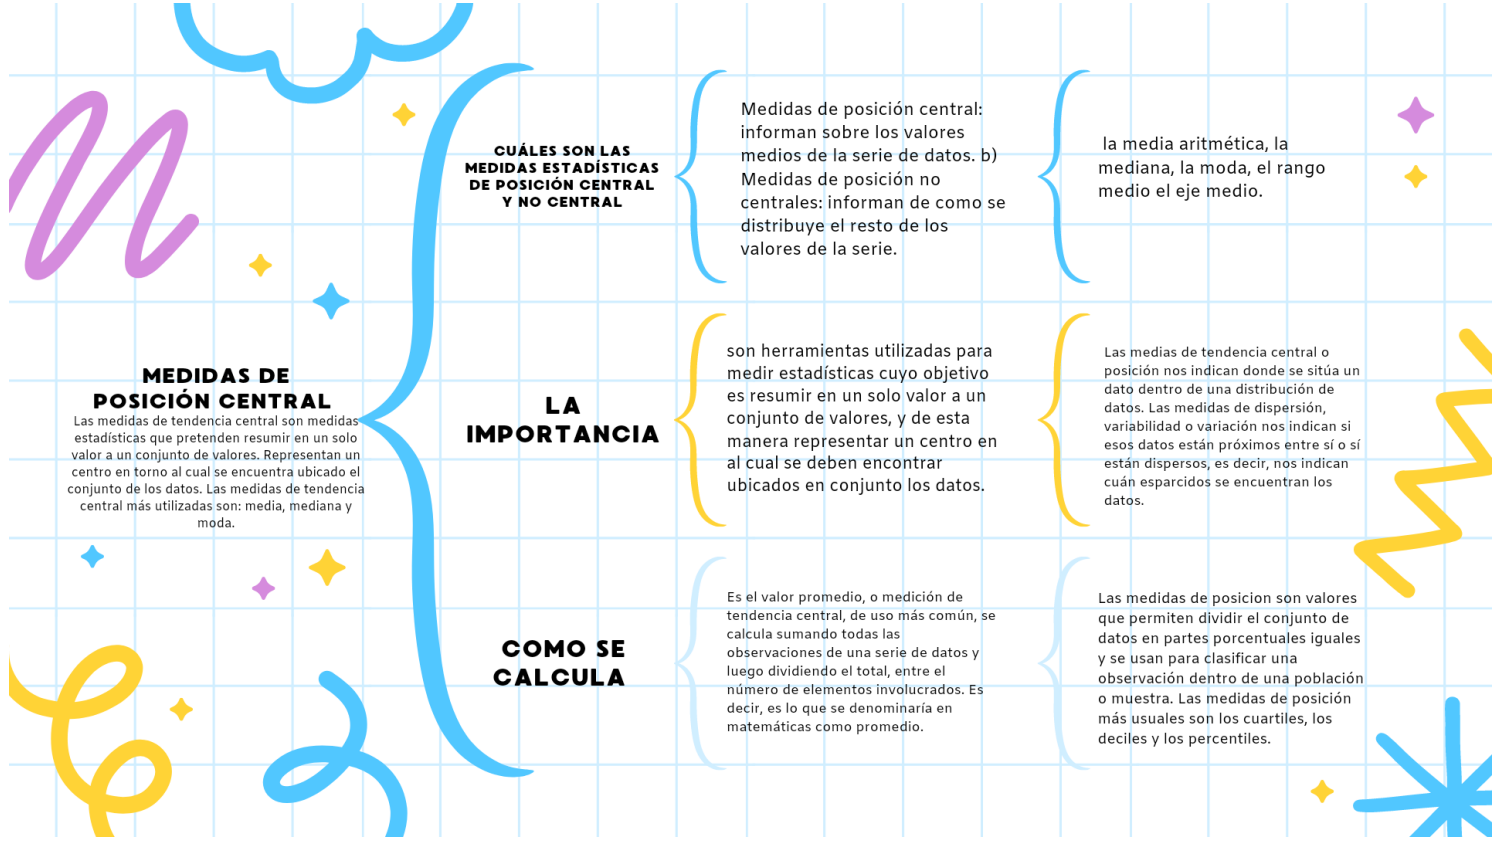 MEDIDAS DE
POSICIÓN CENTRAL
Las medidas de tendencia central son medidas
estadísticas que pretenden resumir en un solo
valor a un conjunto de valores. Representan un
centro en torno al cual se encuentra ubicado el
conjunto de los datos. Las medidas de tendencia
central más utilizadas son: media, mediana y
moda.
CUÁLES SON LAS
MEDIDAS ESTADÍSTICAS
DE POSICIÓN CENTRAL
Y NO CENTRAL
Medidas de posición central:
informan sobre los valores
medios de la serie de datos. b)
Medidas de posición no
centrales: informan de como se
distribuye el resto de los
valores de la serie.
la media aritmética, la
mediana, la moda, el rango
medio el eje medio.
LA
IMPORTANCIA
son herramientas utilizadas para
medir estadísticas cuyo objetivo
es resumir en un solo valor a un
conjunto de valores, y de esta
manera representar un centro en
al cual se deben encontrar
ubicados en conjunto los datos.
Las medias de tendencia central o
posición nos indican donde se sitúa un
dato dentro de una distribución de
datos. Las medidas de dispersión,
variabilidad o variación nos indican si
esos datos están próximos entre sí o sí
están dispersos, es decir, nos indican
cuán esparcidos se encuentran los
datos.
COMO SE
CALCULA
Es el valor promedio, o medición de
tendencia central, de uso más común, se
calcula sumando todas las
observaciones de una serie de datos y
luego dividiendo el total, entre el
número de elementos involucrados. Es
decir, es lo que se denominaría en
matemáticas como promedio.
Las medidas de posicion son valores
que permiten dividir el conjunto de
datos en partes porcentuales iguales
y se usan para clasificar una
observación dentro de una población
o muestra. Las medidas de posición
más usuales son los cuartiles, los
deciles y los percentiles.